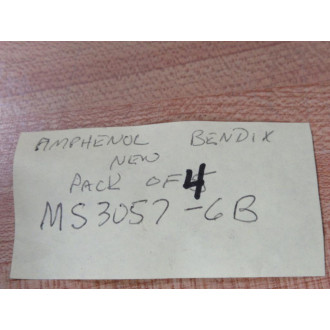 AMPHENOL BENDIX
NEW
PACK OF 4
MS3057-6B